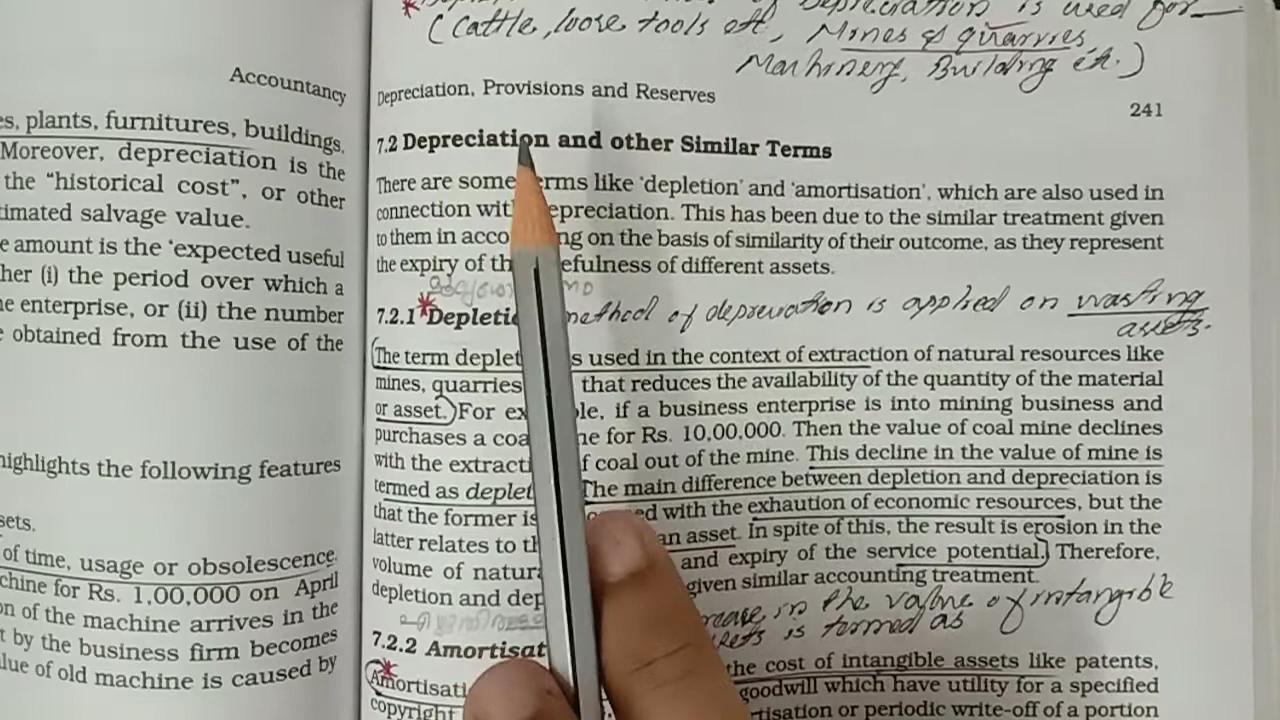 Accountancy
es, plants, furnitures, buildings.
Moreover, depreciation is the
the "historical cost", or other
timated salvage value.
e amount is the 'expected useful
her (i) the period over which a
he enterprise, or (ii) the number
e obtained from the use of the
highlights the following features
sets.
of time, usage or obsolescence.
chine for Rs. 1,00,000 on April
on of the machine arrives in the
t by the business firm becomes
lue of old machine is caused by
Depreciation is used for
(Cattle, loose tools etc, Mines & quarries,
Machinery, Building etc.)
Depreciation, Provisions and Reserves
241
7.2 Depreciation and other Similar Terms
There are some erms like 'depletion' and 'amortisation', which are also used in
connection wit epreciation. This has been due to the similar treatment given
to them in acco ng on the basis of similarity of their outcome, as they represent
the expiry of th efulness of different assets.
7.2.1 *Depleti method of depreciation is applied on wasting
assets.
(The term deplet s used in the context of extraction of natural resources like
mines, quarries that reduces the availability of the quantity of the material
or asset.) For ex le, if a business enterprise is into mining business and
purchases a coa ne for Rs. 10,00,000. Then the value of coal mine declines
with the extracti f coal out of the mine. This decline in the value of mine is
termed as deplet The main difference between depletion and depreciation is
that the former is ed with the exhaution of economic resources, but the
latter relates to th an asset. In spite of this, the result is erosion in the
volume of natur and expiry of the service potential.) Therefore,
depletion and dep given similar accounting treatment.
in the value of intangible
is termed as
7.2.2 Amortisat
*
(Amortisati the cost of intangible assets like patents,
copyright goodwill which have utility for a specified
rtisation or periodic write-off of a portion